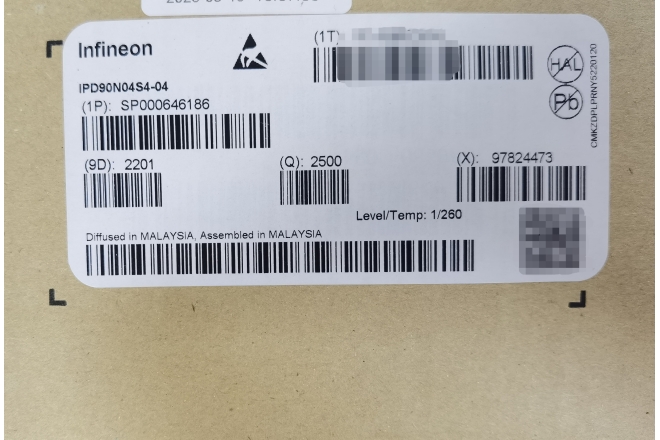 Infineon
(1T)
HAL
Pb
IPD90N04S4-04
(1P): SP000646186
(9D): 2201
(Q): 2500
(X): 97824473
Level/Temp: 1/260
Diffused in MALAYSIA, Assembled in MALAYSIA